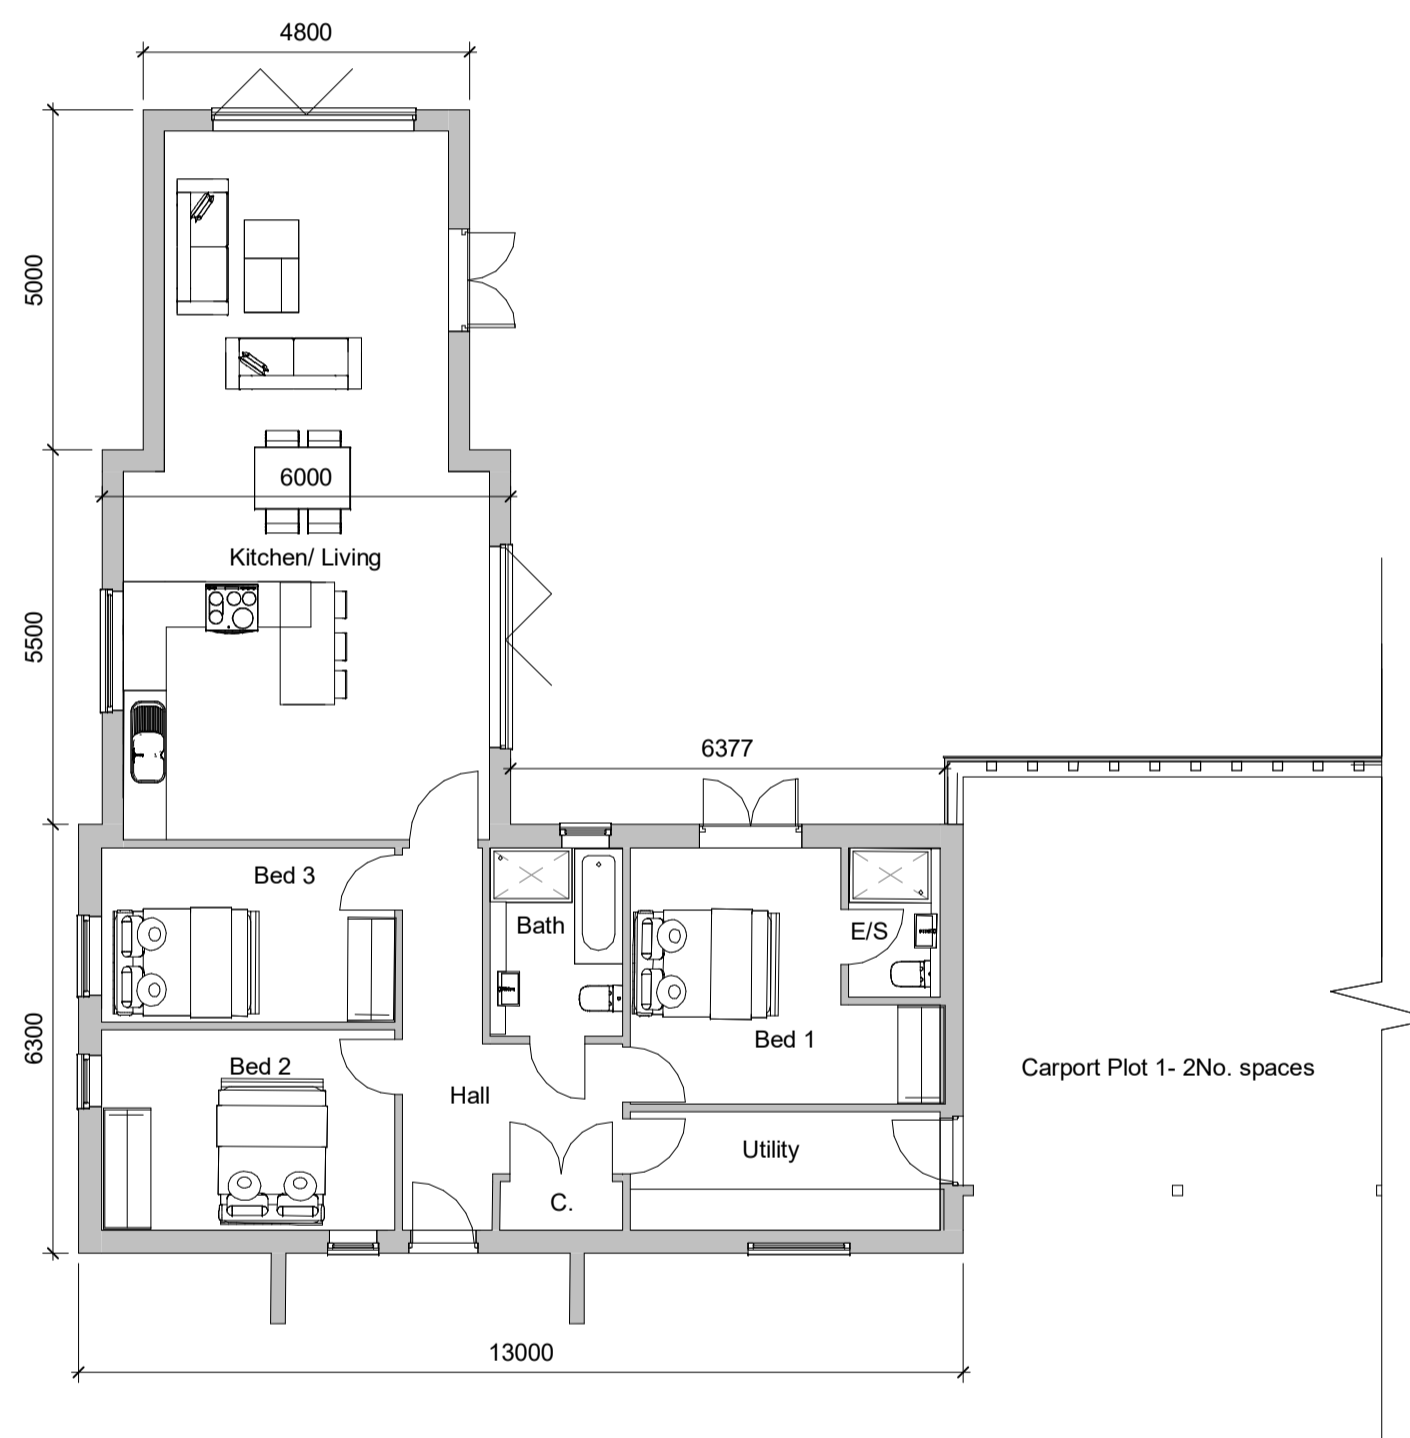 4800
5000
6000
Kitchen/ Living
5500
6377
Bed 3
Bath
E/S
6300
Bed 1
Bed 2
Carport Plot 1- 2No. spaces
Hall
Utility
C.
13000